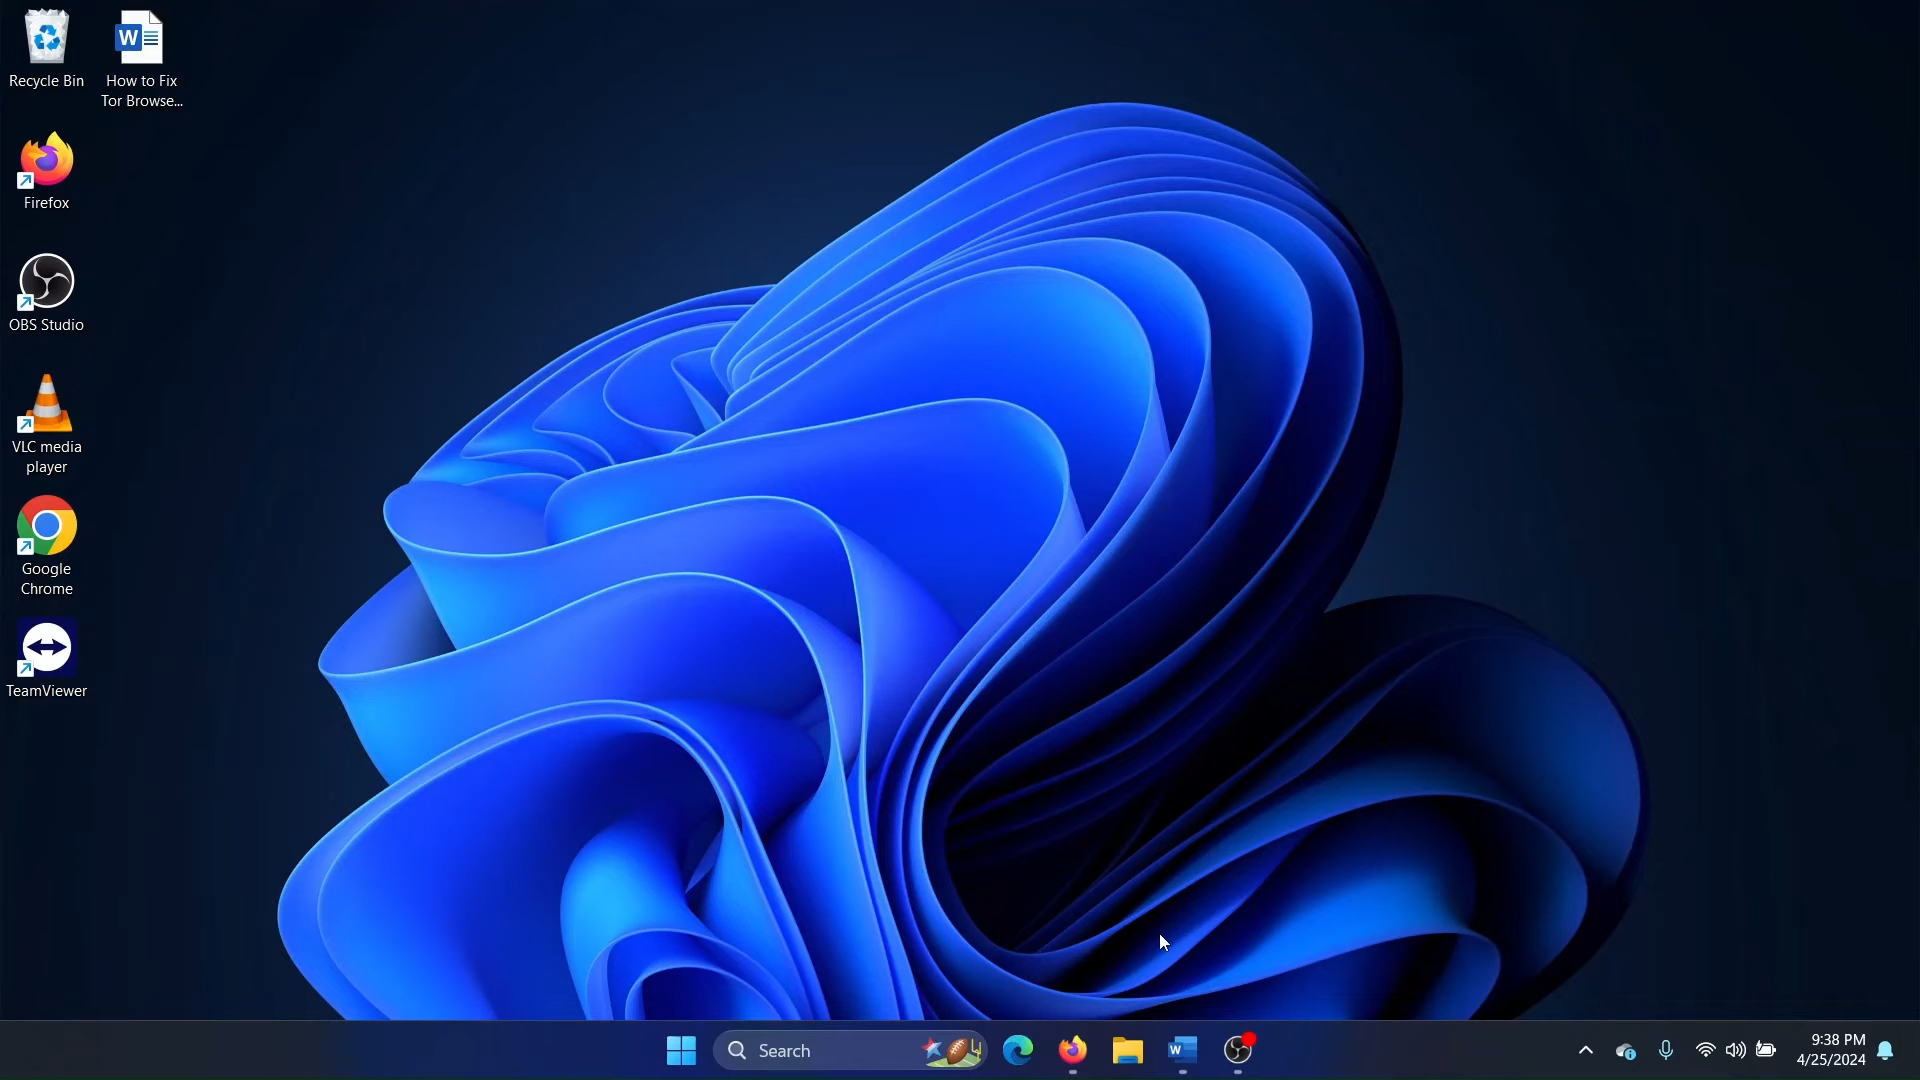 Recycle Bin
How to Fix
Tor Browse...
Firefox
OBS Studio
VLC media
player
Google
Chrome
TeamViewer
Search
9:38 PM
4/25/2024